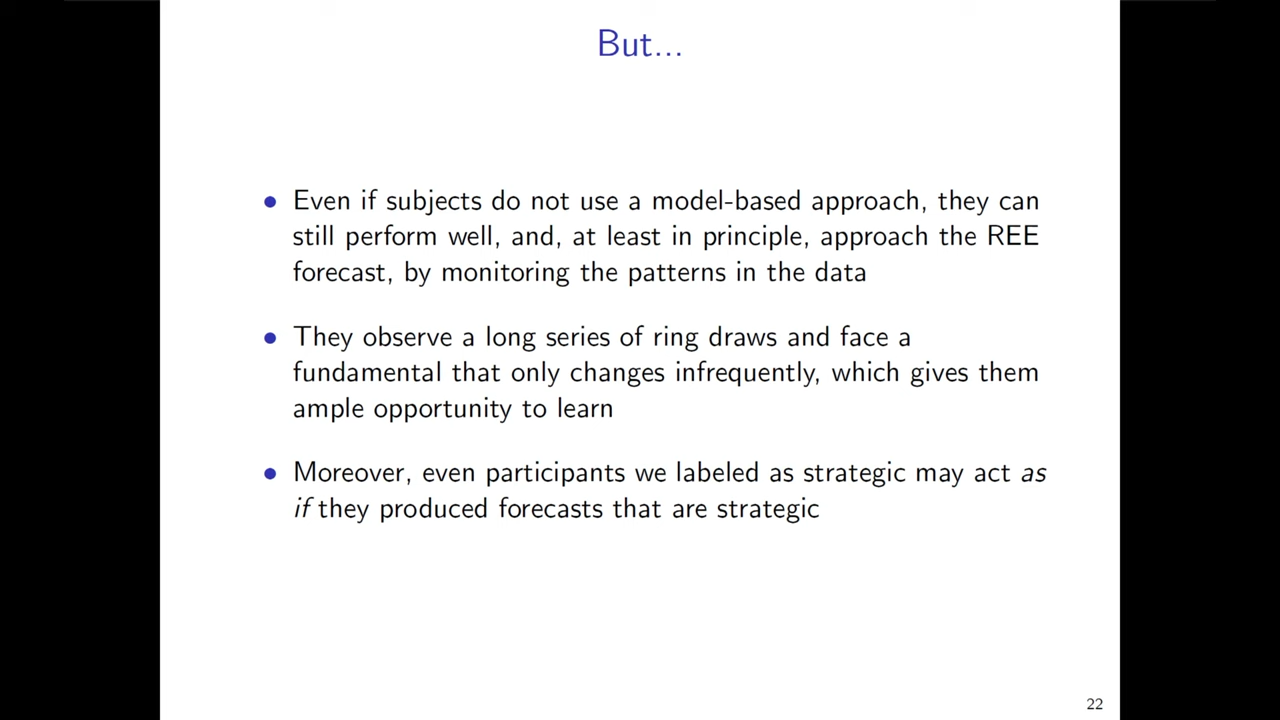 But...
• Even if subjects do not use a model-based approach, they can
still perform well, and, at least in principle, approach the REE
forecast, by monitoring the patterns in the data
• They observe a long series of ring draws and face a
fundamental that only changes infrequently, which gives them
ample opportunity to learn
• Moreover, even participants we labeled as strategic may act as
if they produced forecasts that are strategic
22